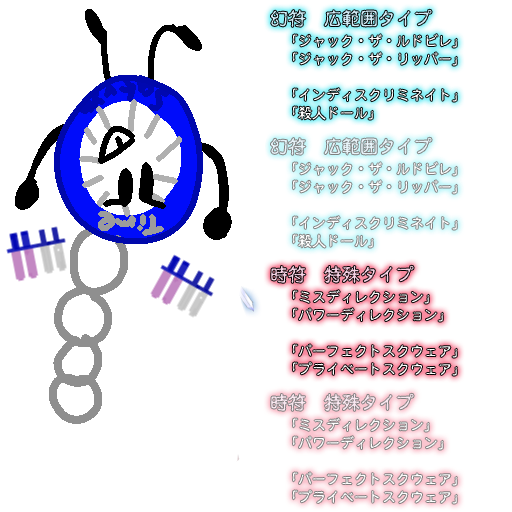 Time
幻符 広範囲タイプ
「ジャック・ザ・ルドビレ」
「ジャック・ザ・リッパー」
「インディスクリミネイト」
「殺人ドール」
幻符 広範囲タイプ
「ジャック・ザ・ルドビレ」
「ジャック・ザ・リッパー」
「インディスクリミネイト」
「殺人ドール」
時符 特殊タイプ
「ミスディレクション」
「パワーディレクション」
「パーフェクトスクウェア」
「プライベートスクウェア」
時符 特殊タイプ
「ミスディレクション」
「パワーディレクション」
「パーフェクトスクウェア」
「プライベートスクウェア」